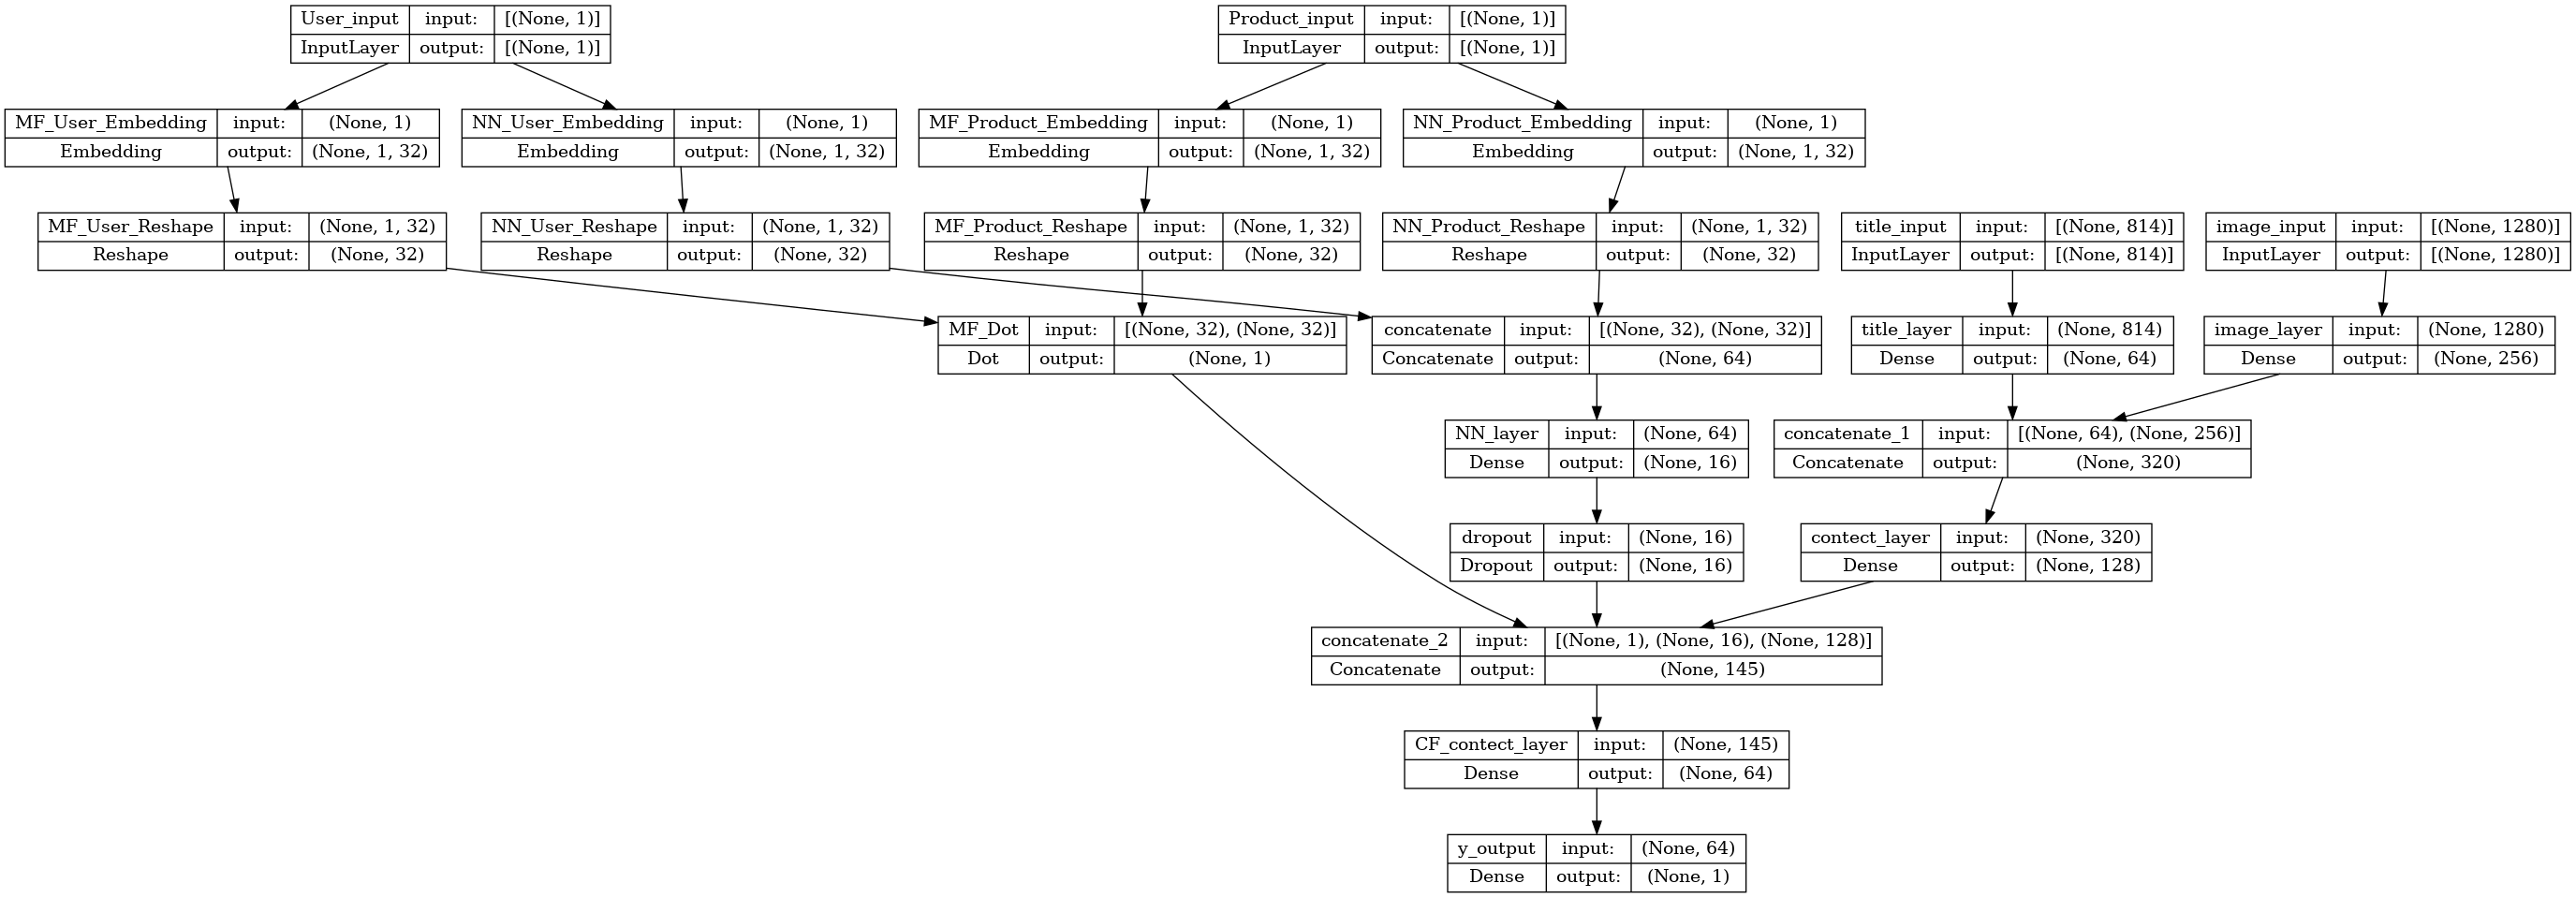 User_input input: [(None, 1)]
InputLayer output: [(None, 1)]
Product_input input: [(None, 1)]
InputLayer output: [(None, 1)]
MF_User_Embedding input: (None, 1)
Embedding output: (None, 1, 32)
NN_User_Embedding input: (None, 1)
Embedding output: (None, 1, 32)
MF_Product_Embedding input: (None, 1)
Embedding output: (None, 1, 32)
NN_Product_Embedding input: (None, 1)
Embedding output: (None, 1, 32)
MF_User_Reshape input: (None, 1, 32)
Reshape output: (None, 32)
NN_User_Reshape input: (None, 1, 32)
Reshape output: (None, 32)
MF_Product_Reshape input: (None, 1, 32)
Reshape output: (None, 32)
NN_Product_Reshape input: (None, 1, 32)
Reshape output: (None, 32)
title_input input: [(None, 814)]
InputLayer output: [(None, 814)]
image_input input: [(None, 1280)]
InputLayer output: [(None, 1280)]
MF_Dot input: [(None, 32), (None, 32)]
Dot output: (None, 1)
concatenate input: [(None, 32), (None, 32)]
Concatenate output: (None, 64)
title_layer input: (None, 814)
Dense output: (None, 64)
image_layer input: (None, 1280)
Dense output: (None, 256)
NN_layer input: (None, 64)
Dense output: (None, 16)
concatenate_1 input: [(None, 64), (None, 256)]
Concatenate output: (None, 320)
dropout input: (None, 16)
Dropout output: (None, 16)
contect_layer input: (None, 320)
Dense output: (None, 128)
concatenate_2 input: [(None, 1), (None, 16), (None, 128)]
Concatenate output: (None, 145)
CF_contect_layer input: (None, 145)
Dense output: (None, 64)
y_output input: (None, 64)
Dense output: (None, 1)